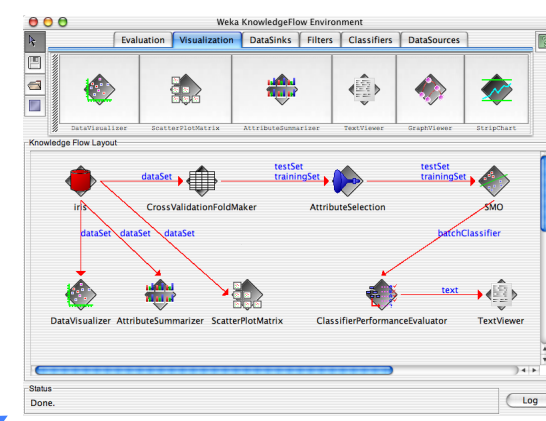 Weka KnowledgeFlow Environment
Evaluation Visualization DataSinks Filters Classifiers DataSources
DataVisualizer ScatterPlotMatrix AttributeSummarizer TextViewer GraphViewer StripChart
Knowledge Flow Layout
testSet testSet
dataSet trainingSet trainingSet
iris CrossValidationFoldMaker AttributeSelection SMO
dataSet dataSet dataSet batchClassifier
text
DataVisualizer AttributeSummarizer ScatterPlotMatrix ClassifierPerformanceEvaluator TextViewer
Status
Done.
Log